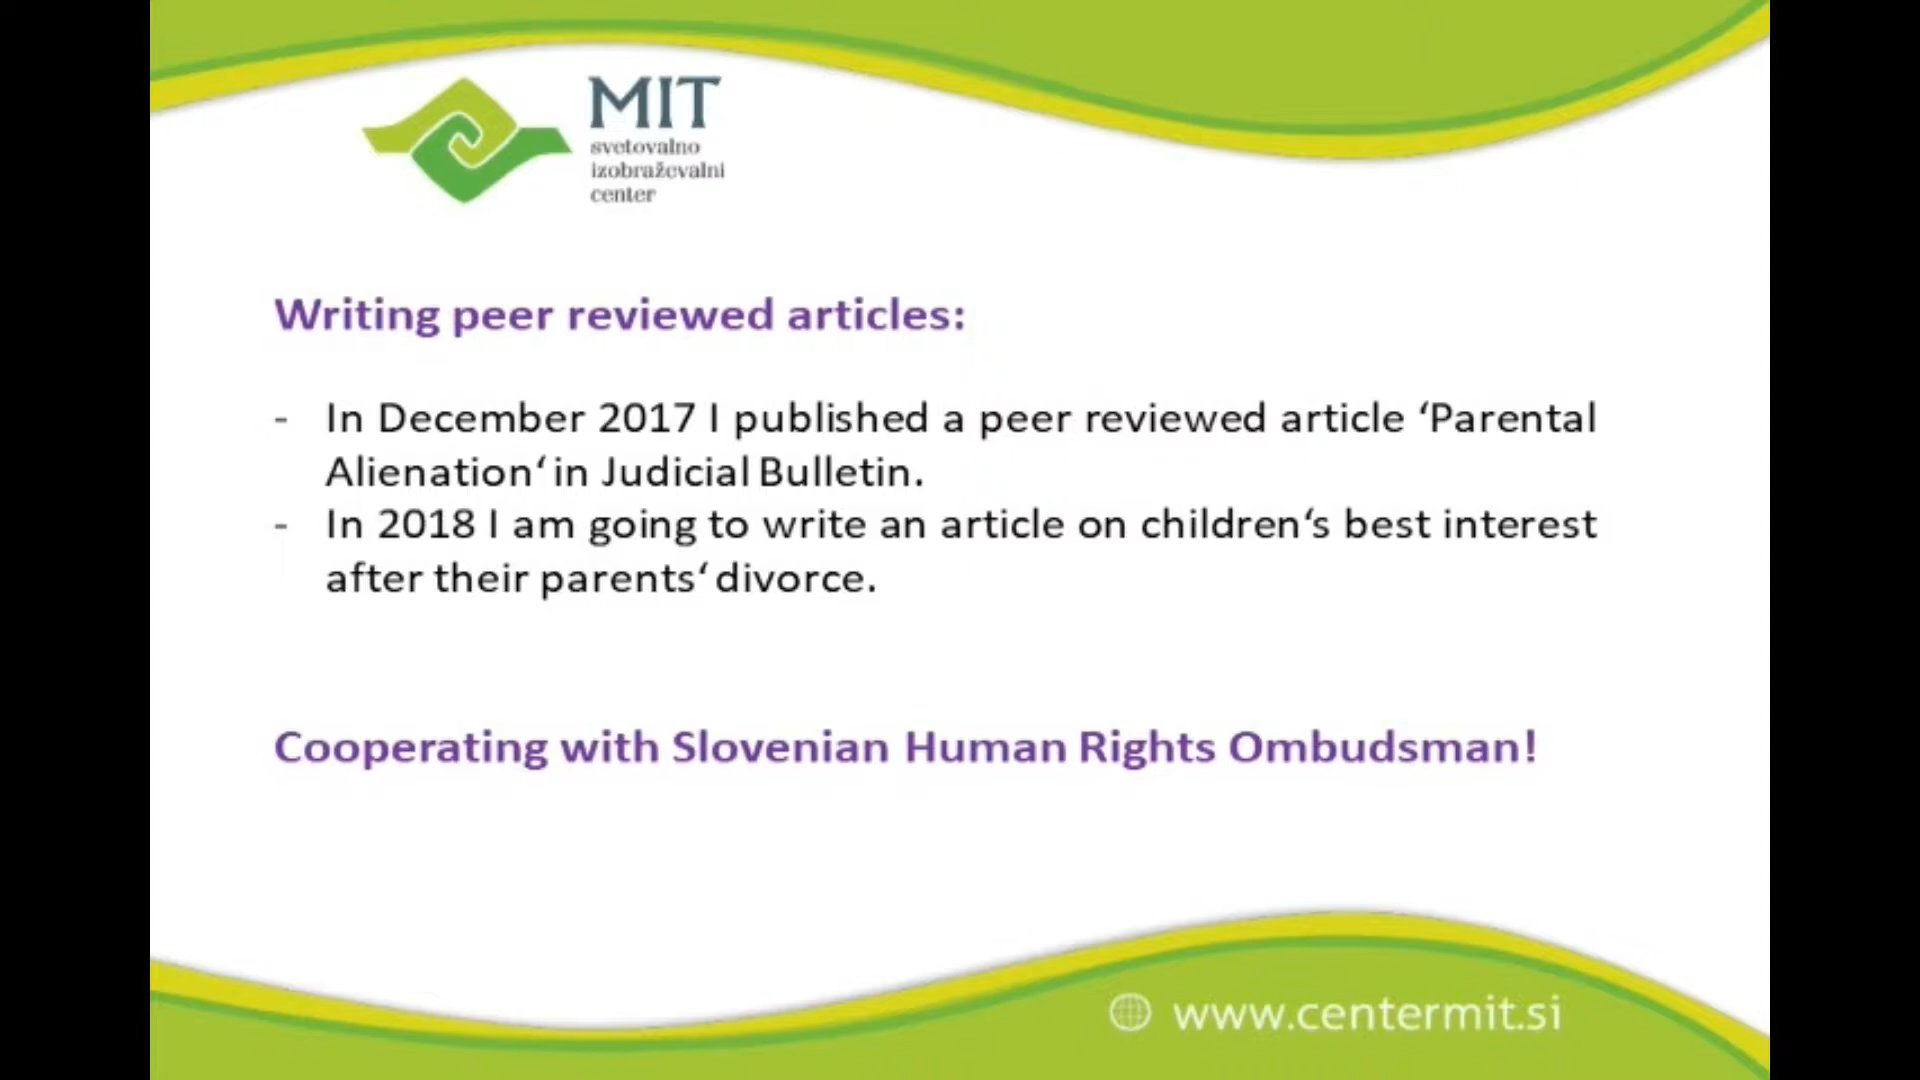 MIT
svetovalno
izobraževalni
center
Writing peer reviewed articles:
- In December 2017 I published a peer reviewed article ‘Parental
Alienation‘ in Judicial Bulletin.
- In 2018 I am going to write an article on children‘s best interest
after their parents‘ divorce.
Cooperating with Slovenian Human Rights Ombudsman!
www.centermit.si